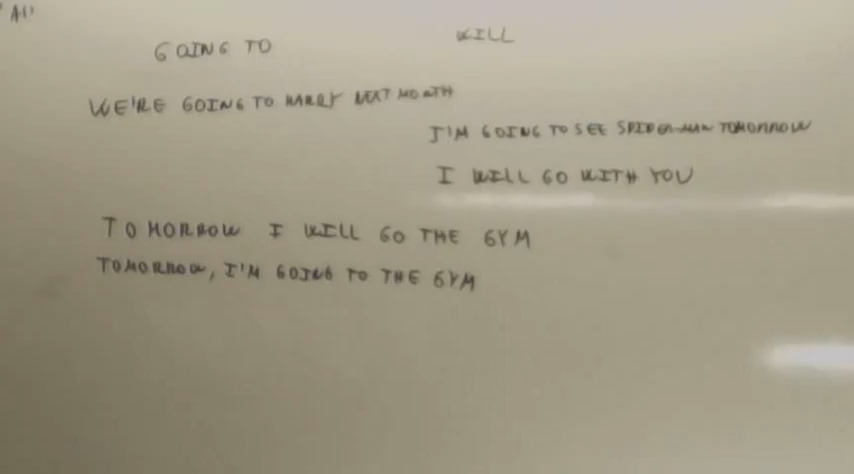 GOING TO
WILL
WE'RE GOING TO MARRY NEXT MONTH
I'M GOING TO SEE SPIDER-MAN TOMORROW
I WILL GO WITH YOU
TOMORROW I WILL GO THE GYM
TOMORROW, I'M GOING TO THE GYM